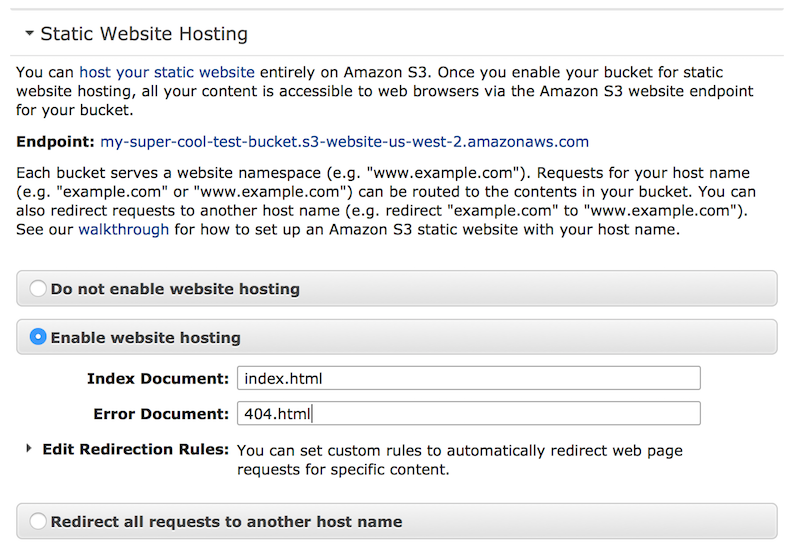 Static Website Hosting
You can host your static website entirely on Amazon S3. Once you enable your bucket for static
website hosting, all your content is accessible to web browsers via the Amazon S3 website endpoint
for your bucket.
Endpoint: my-super-cool-test-bucket.s3-website-us-west-2.amazonaws.com
Each bucket serves a website namespace (e.g. "www.example.com"). Requests for your host name
(e.g. "example.com" or "www.example.com") can be routed to the contents in your bucket. You can
also redirect requests to another host name (e.g. redirect "example.com" to "www.example.com").
See our walkthrough for how to set up an Amazon S3 static website with your host name.
Do not enable website hosting
Enable website hosting
Index Document: index.html
Error Document: 404.html
Edit Redirection Rules: You can set custom rules to automatically redirect web page
requests for specific content.
Redirect all requests to another host name